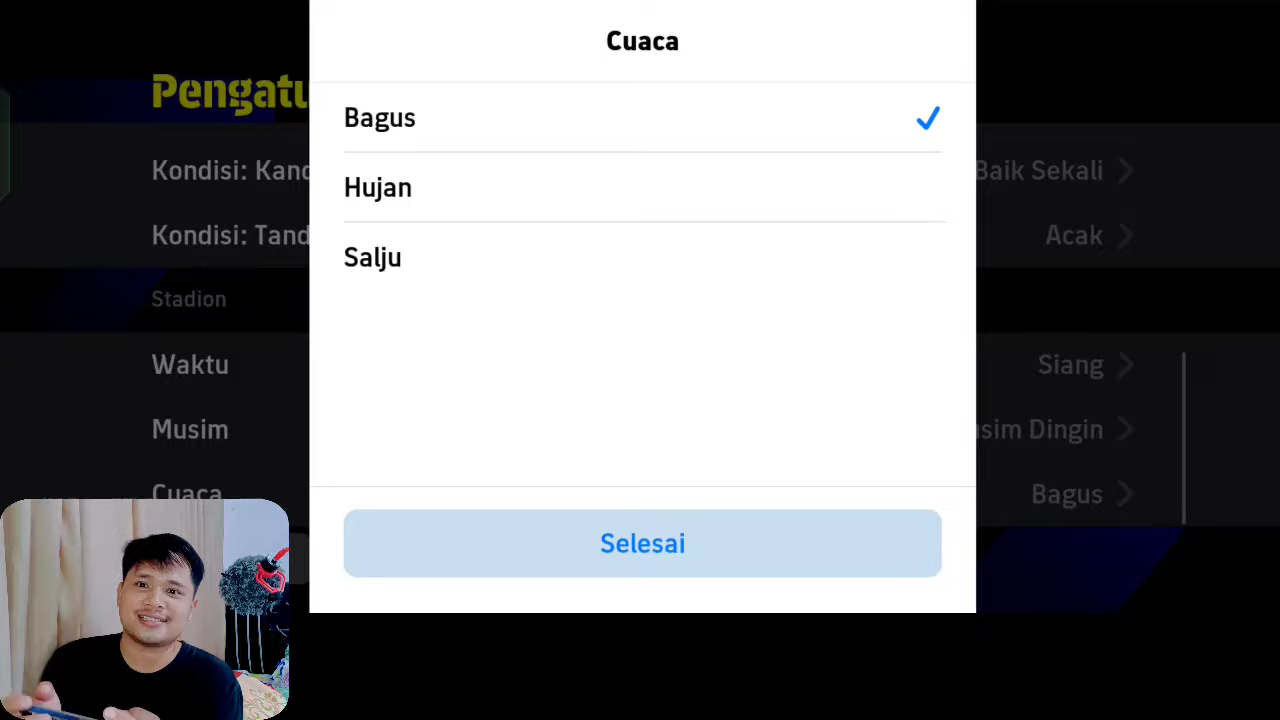 Cuaca
Pengatu
Bagus
Kondisi: Kand
Baik Sekali
Hujan
Kondisi: Tand
Acak
Salju
Stadion
Waktu
Siang
Musim
sim Dingin
Cuaca
Bagus
Selesai